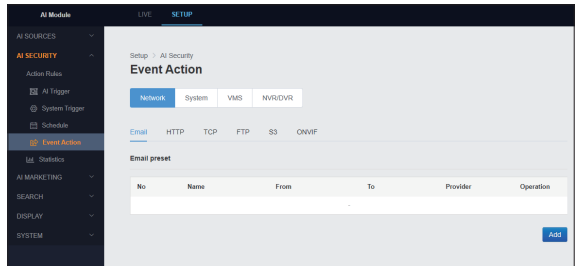 AI Module
LIVE SETUP
AI SOURCES
AI SECURITY
Action Rules
AI Trigger
System Trigger
Schedule
Event Action
Statistics
AI MARKETING
SEARCH
DISPLAY
SYSTEM
Setup > AI Security
Event Action
Network System VMS NVR/DVR
Email HTTP TCP FTP S3 ONVIF
Email preset
No Name From To Provider Operation
-
Add